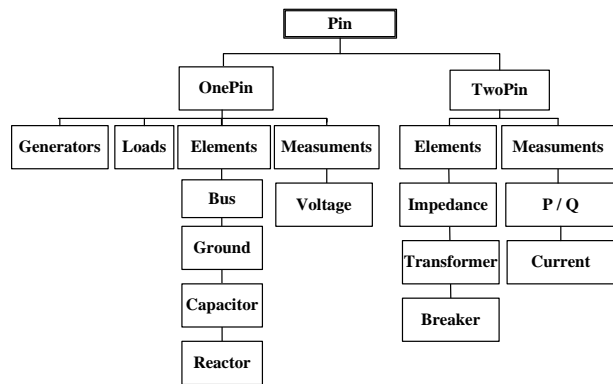 Pin
OnePin
TwoPin
Generators
Loads
Elements
Measuments
Elements
Measuments
Bus
Voltage
Impedance
P / Q
Ground
Transformer
Current
Capacitor
Breaker
Reactor